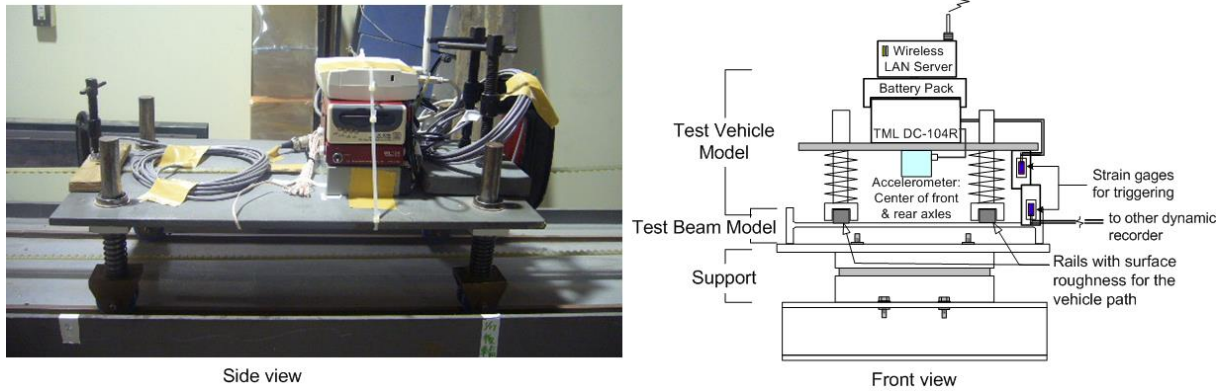 Side view
Wireless
LAN Server
Battery Pack
TML DC-104R
Test Vehicle
Model
Accelerometer:
Center of front
& rear axles
Strain gages
for triggering
Test Beam Model
to other dynamic
recorder
Support
Rails with surface
roughness for the
vehicle path
Front view